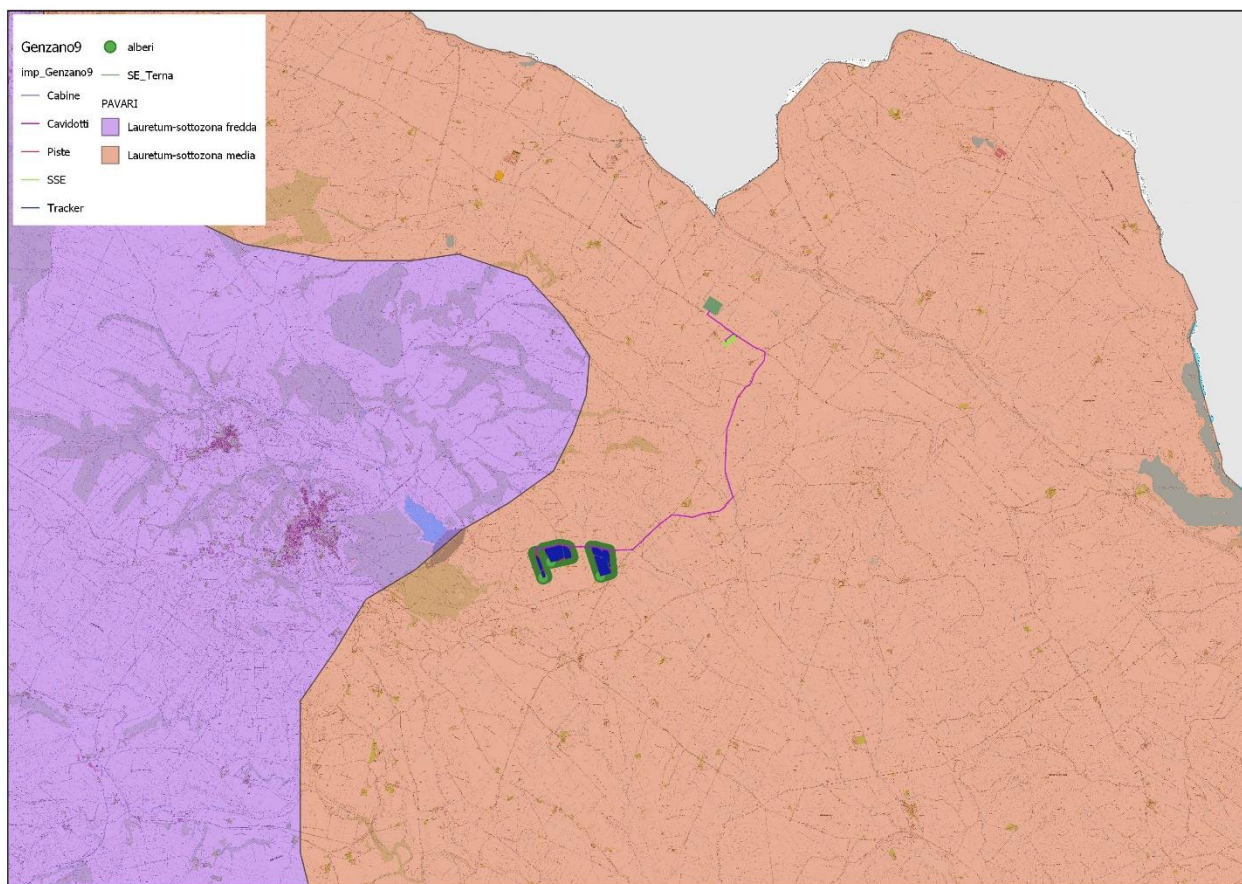 Genzano9
imp_Genzano9
Cabine
Cavidotti
Piste
SSE
Tracker
alberi
SE_Terna
PAVARI
Lauretum-sottozona fredda
Lauretum-sottozona media